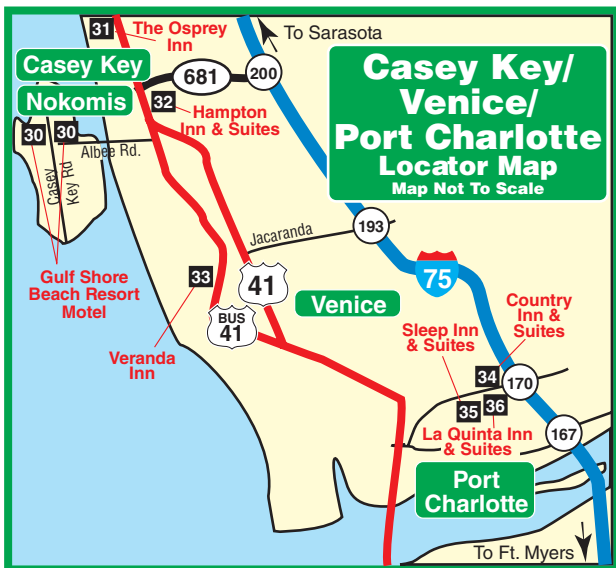 31
The Osprey
Inn
To Sarasota
Casey Key
Nokomis
681
200
Casey Key/
Venice/
Port Charlotte
Locator Map
Map Not To Scale
32
Hampton
Inn & Suites
30
30
Albee Rd.
Casey
Key Rd
Jacaranda
193
Gulf Shore
Beach Resort
Motel
33
41
75
BUS
41
Venice
Veranda
Inn
Country
Inn &
Suites
Sleep Inn
& Suites
34
170
35
36
La Quinta Inn
& Suites
167
Port
Charlotte
To Ft. Myers